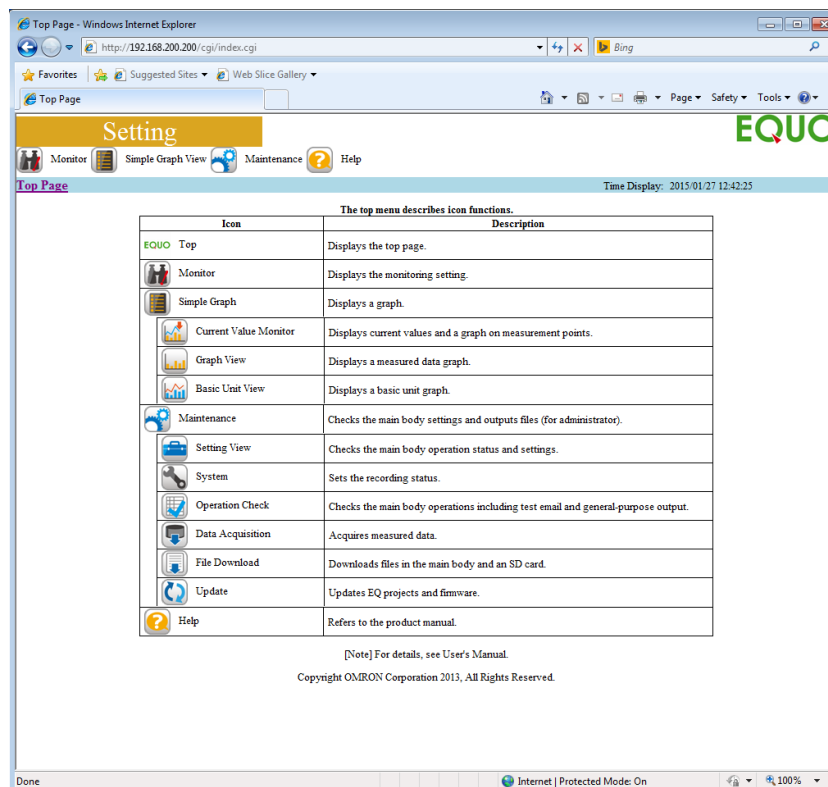 Top Page - Windows Internet Explorer
http://192.168.200.200/cgi/index.cgi
Bing
Favorites
Suggested Sites
Web Slice Gallery
Top Page
Page Safety Tools
Setting
EQUO
Monitor Simple Graph View Maintenance Help
Top Page
Time Display: 2015/01/27 12:42:25
The top menu describes icon functions.
Icon Description
EQUO Top Displays the top page.
Monitor Displays the monitoring setting.
Simple Graph Displays a graph.
Current Value Monitor Displays current values and a graph on measurement points.
Graph View Displays a measured data graph.
Basic Unit View Displays a basic unit graph.
Maintenance Checks the main body settings and outputs files (for administrator).
Setting View Checks the main body operation status and settings.
System Sets the recording status.
Operation Check Checks the main body operations including test email and general-purpose output.
Data Acquisition Acquires measured data.
File Download Downloads files in the main body and an SD card.
Update Updates EQ projects and firmware.
Help Refers to the product manual.
[Note] For details, see User's Manual.
Copyright OMRON Corporation 2013, All Rights Reserved.
Done
Internet | Protected Mode: On
100%